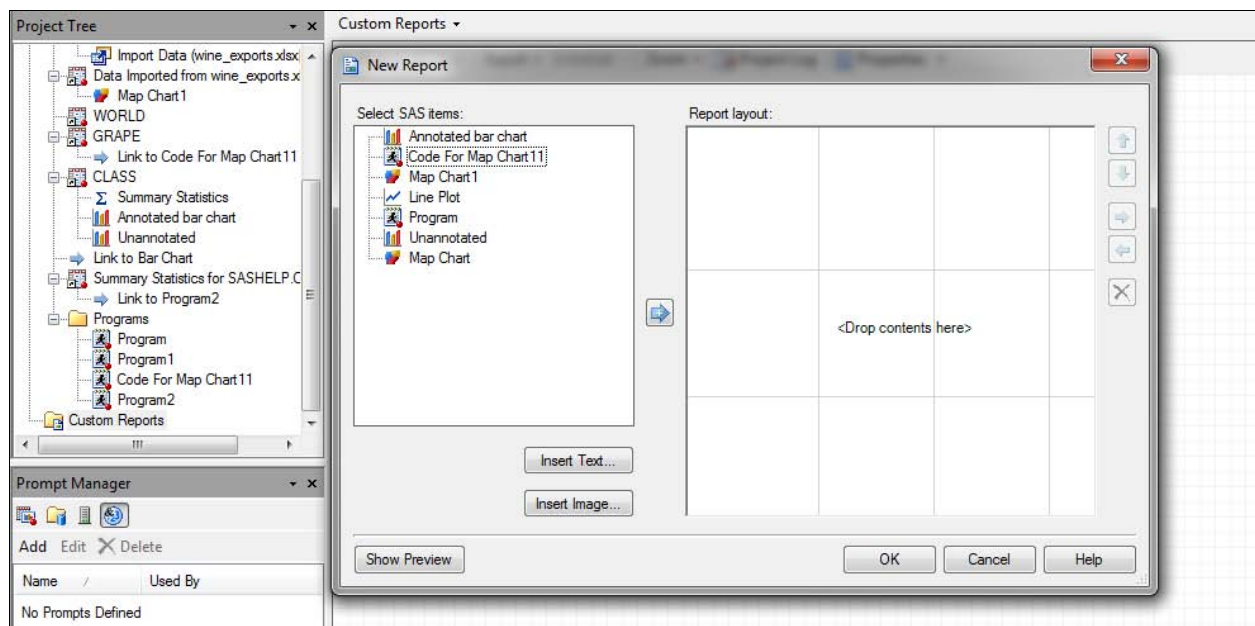 Project Tree
Import Data (wine_exports.xlsx
Data Imported from wine_exports.x
Map Chart1
WORLD
GRAPE
Link to Code For Map Chart11
CLASS
Summary Statistics
Annotated bar chart
Unannotated
Link to Bar Chart
Summary Statistics for SASHELP.C
Link to Program2
Programs
Program
Program1
Code For Map Chart11
Program2
Custom Reports
Prompt Manager
Add Edit Delete
Name / Used By
No Prompts Defined
Custom Reports
New Report
Select SAS items:
Annotated bar chart
Code For Map Chart11
Map Chart1
Line Plot
Program
Unannotated
Map Chart
Insert Text...
Insert Image...
Report layout:
<Drop contents here>
Show Preview
OK Cancel Help